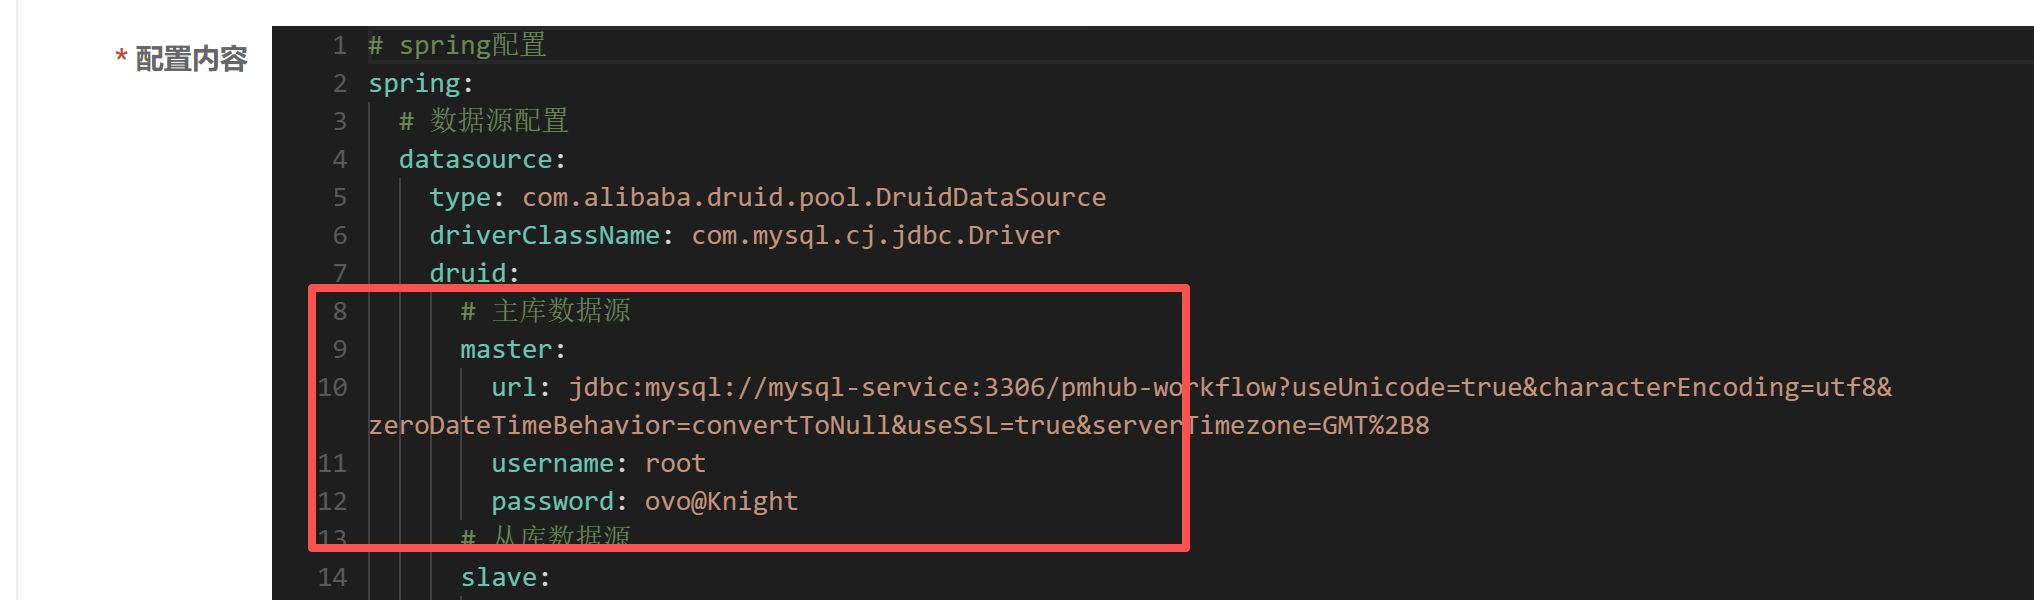 * 配置内容
1 # spring配置
2 spring:
3 # 数据源配置
4 datasource:
5 type: com.alibaba.druid.pool.DruidDataSource
6 driverClassName: com.mysql.cj.jdbc.Driver
7 druid:
8 # 主库数据源
9 master:
10 url: jdbc:mysql://mysql-service:3306/pmhub-workflow?useUnicode=true&characterEncoding=utf8&
zeroDateTimeBehavior=convertToNull&useSSL=true&serverTimezone=GMT%2B8
11 username: root
12 password: ovo@Knight
13 # 从库数据源
14 slave: